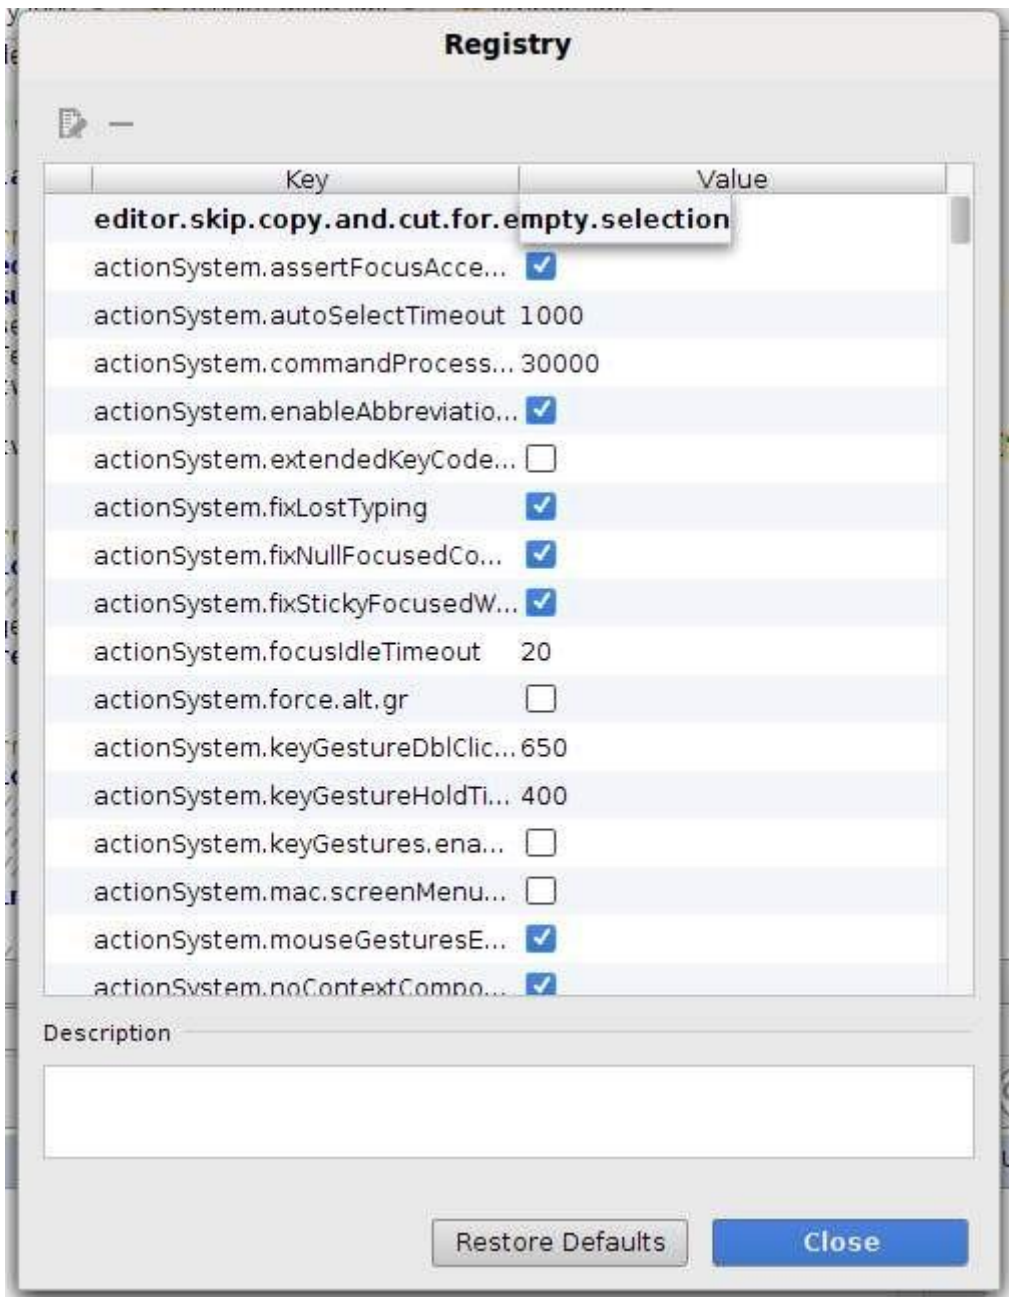 Registry
Key Value
editor.skip.copy.and.cut.for.empty.selection
actionSystem.assertFocusAcce...
actionSystem.autoSelectTimeout 1000
actionSystem.commandProcess... 30000
actionSystem.enableAbbreviatio...
actionSystem.extendedKeyCode...
actionSystem.fixLostTyping
actionSystem.fixNullFocusedCo...
actionSystem.fixStickyFocusedW...
actionSystem.focusIdleTimeout 20
actionSystem.force.alt.gr
actionSystem.keyGestureDblClic... 650
actionSystem.keyGestureHoldTi... 400
actionSystem.keyGestures.ena...
actionSystem.mac.screenMenu...
actionSystem.mouseGesturesE...
actionSystem.noContextCompo...
Description
Restore Defaults Close